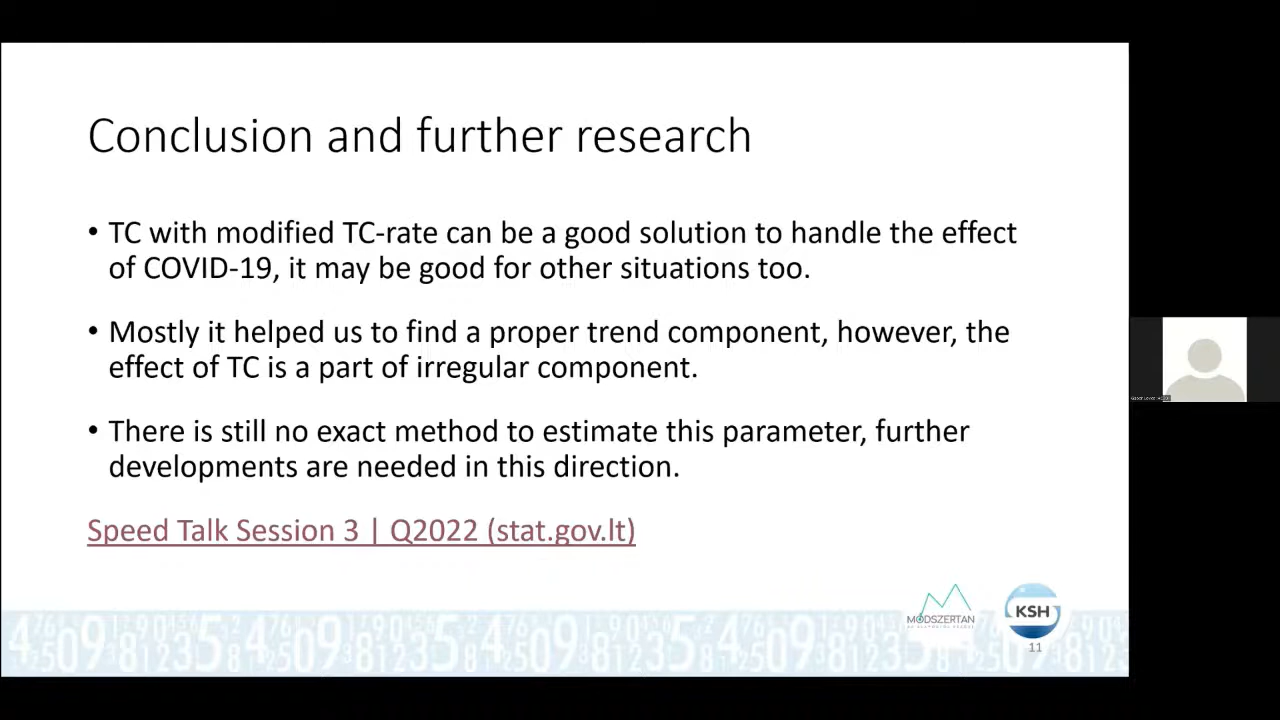 Conclusion and further research
• TC with modified TC-rate can be a good solution to handle the effect
of COVID-19, it may be good for other situations too.
• Mostly it helped us to find a proper trend component, however, the
effect of TC is a part of irregular component.
• There is still no exact method to estimate this parameter, further
developments are needed in this direction.
Speed Talk Session 3 | Q2022 (stat.gov.lt)
MÓDSZERTAN
KSH
11